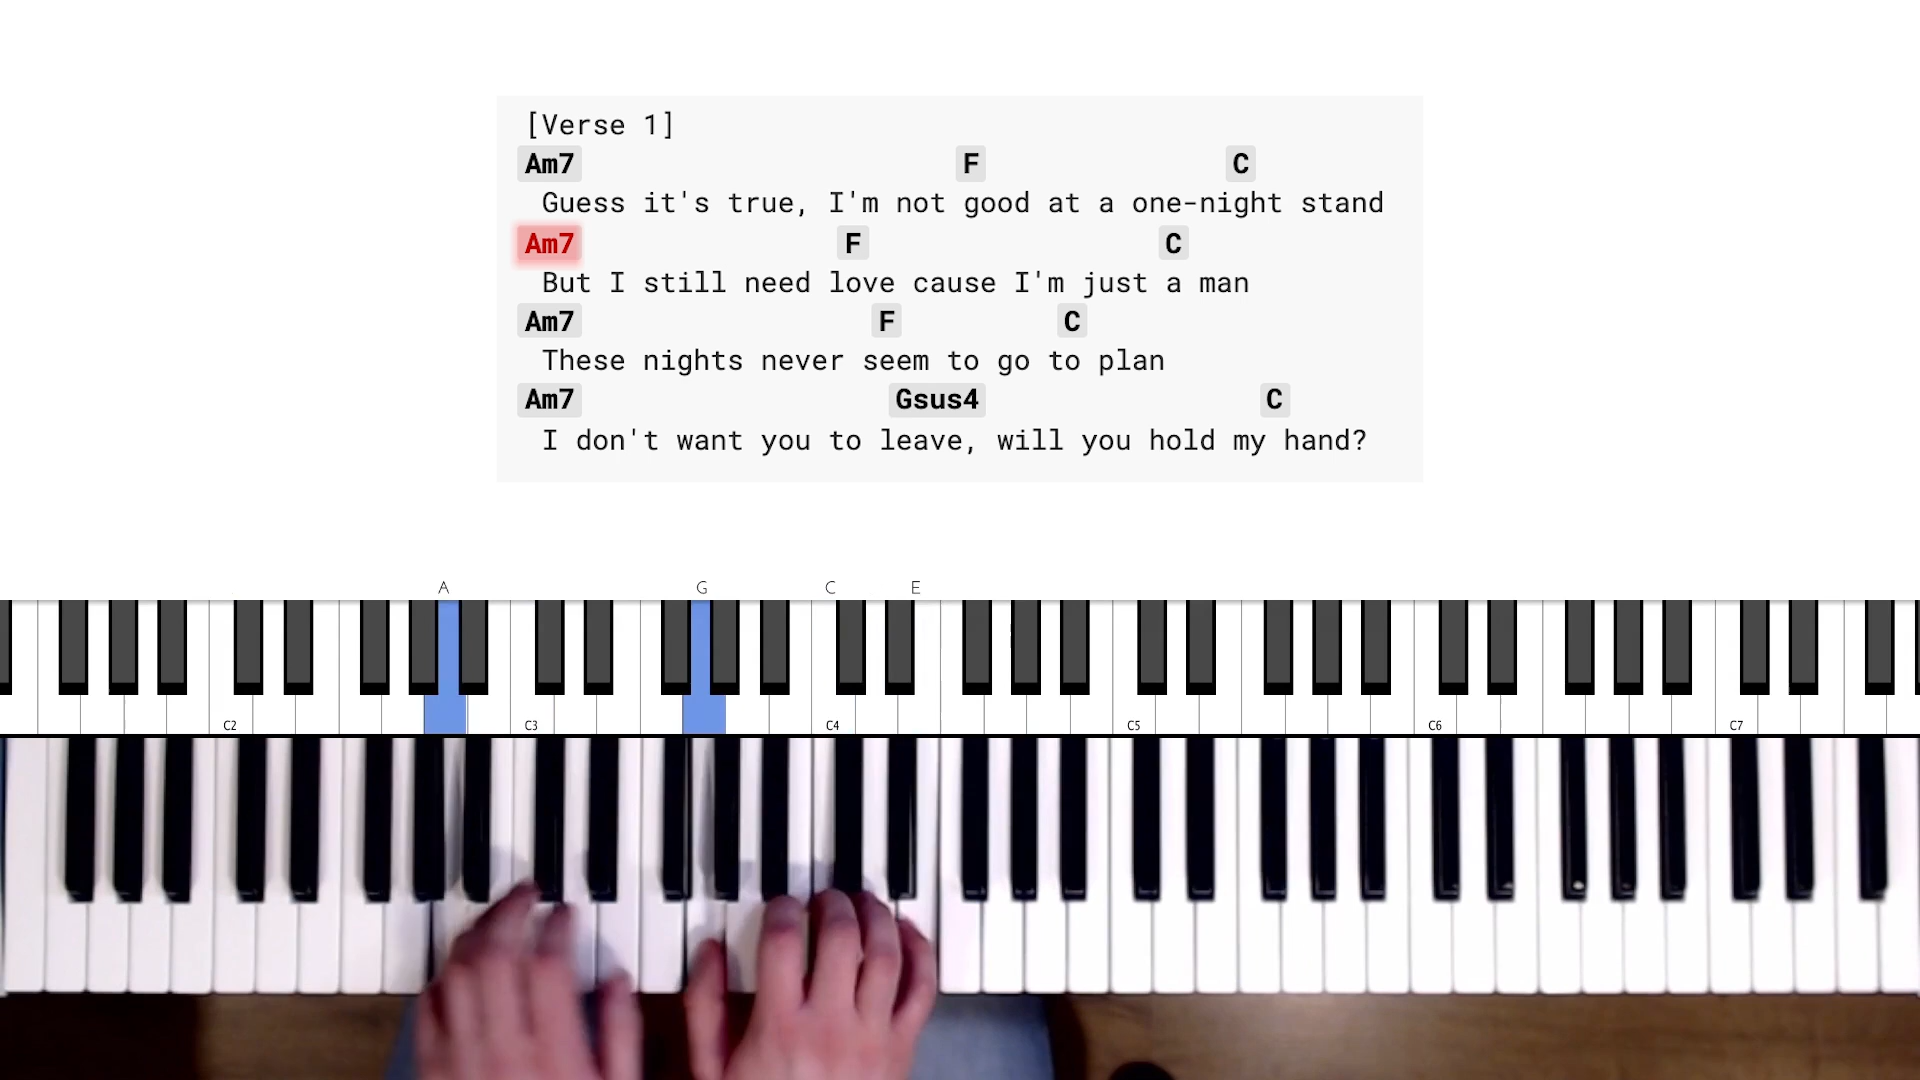 [Verse 1]
Am7 F C
Guess it's true, I'm not good at a one-night stand
Am7 F C
But I still need love cause I'm just a man
Am7 F C
These nights never seem to go to plan
Am7 Gsus4 C
I don't want you to leave, will you hold my hand?
A G C E
C2 C3 C4 C5 C6 C7